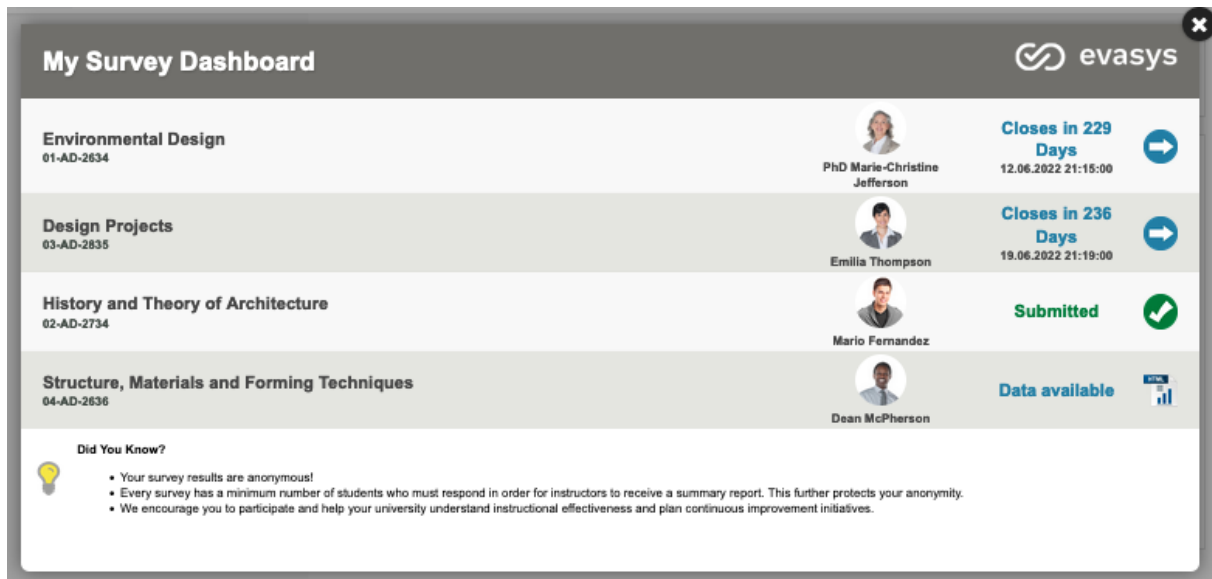 My Survey Dashboard
evasys
Environmental Design
01-AD-2634
PhD Marie-Christine
Jefferson
Closes in 229
Days
12.06.2022 21:15:00
Design Projects
03-AD-2835
Emilia Thompson
Closes in 236
Days
19.06.2022 21:19:00
History and Theory of Architecture
02-AD-2734
Mario Fernandez
Submitted
Structure, Materials and Forming Techniques
04-AD-2636
Dean McPherson
Data available
HTML
Did You Know?
• Your survey results are anonymous!
• Every survey has a minimum number of students who must respond in order for instructors to receive a summary report. This further protects your anonymity.
• We encourage you to participate and help your university understand instructional effectiveness and plan continuous improvement initiatives.